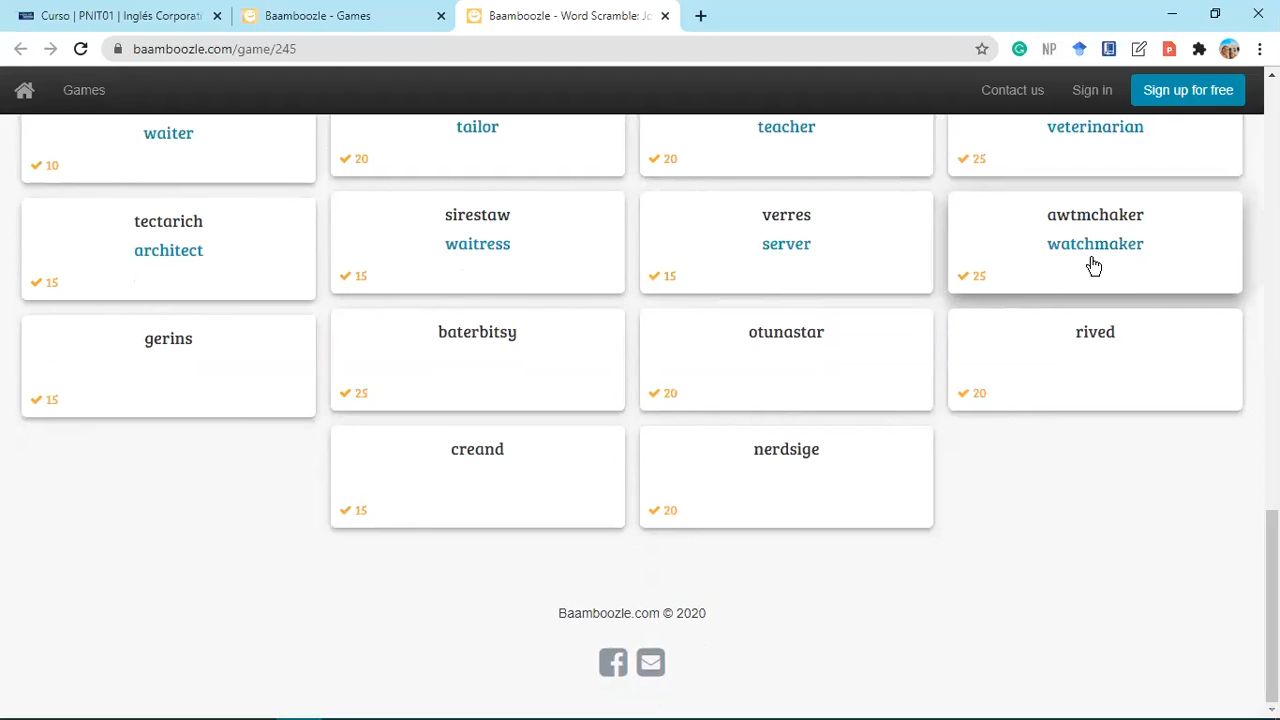 Curso | PNIT01 | Inglés Corporati
Baamboozle - Games
Baamboozle - Word Scramble: Jo
baamboozle.com/game/245
NP
Games
Contact us
Sign in
Sign up for free
waiter
10
tailor
20
teacher
20
veterinarian
25
tectarich
architect
15
sirestaw
waitress
15
verres
server
15
awtmchaker
watchmaker
25
gerins
15
baterbitsy
25
otunastar
20
rived
20
creand
15
nerdsige
20
Baamboozle.com © 2020